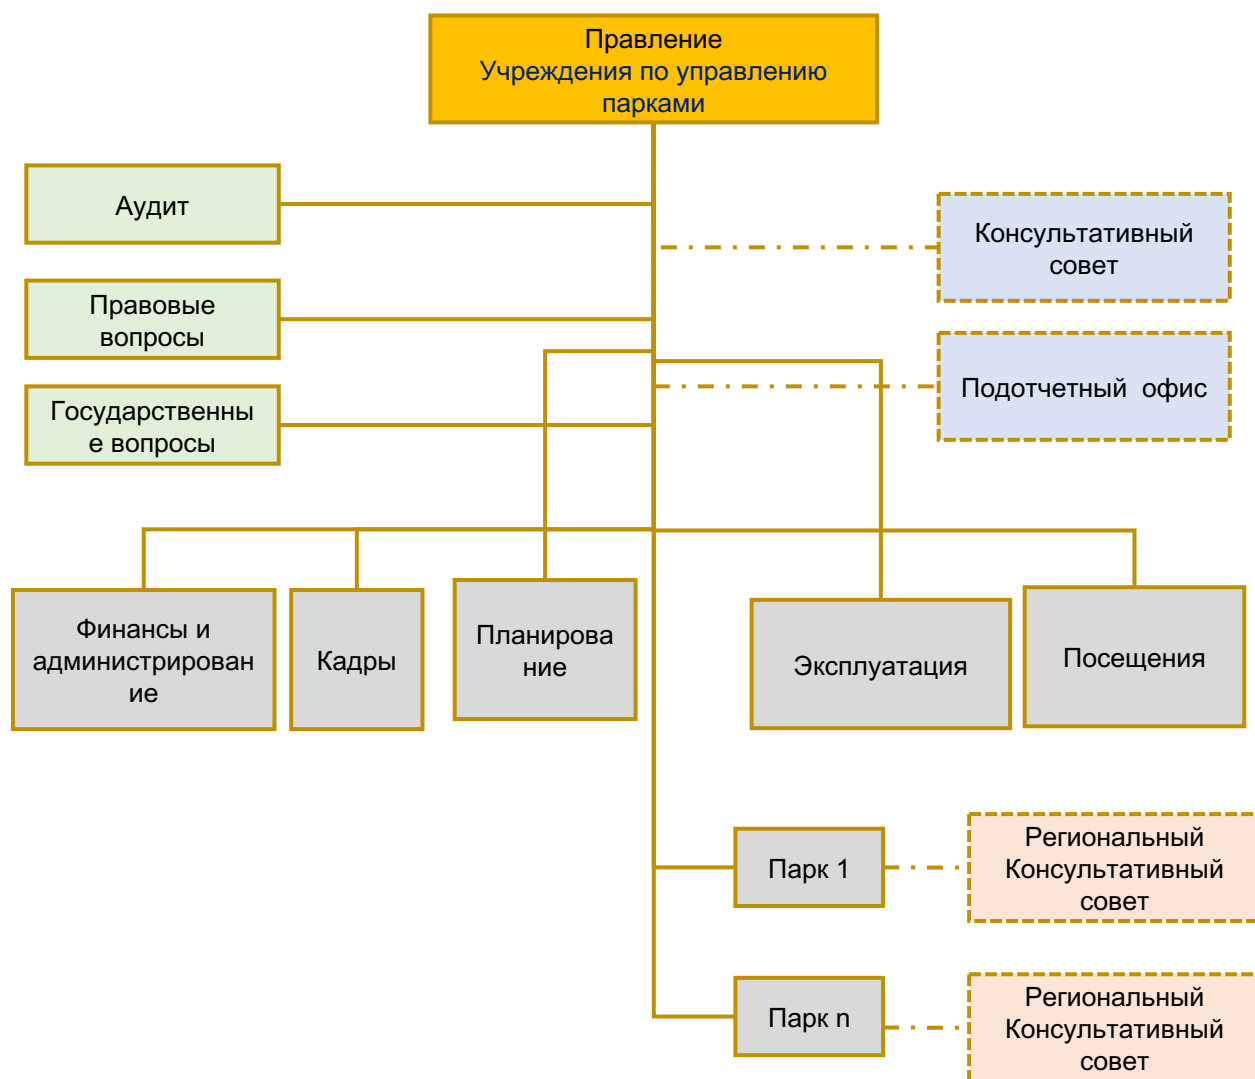 Правление
Учреждения по управлению
парками
Аудит
Консультативный
совет
Правовые
вопросы
Подотчетный офис
Государственны
е вопросы
Финансы и
администрирован
ие
Кадры
Планирова
ние
Эксплуатация
Посещения
Парк 1
Региональный
Консультативный
совет
Парк n
Региональный
Консультативный
совет